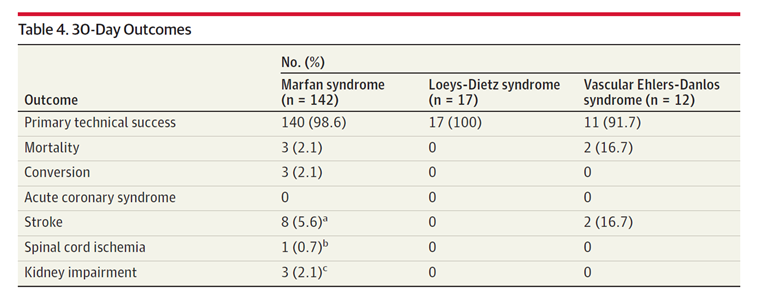 Table 4. 30-Day Outcomes
No. (%)
Marfan syndrome Loeys-Dietz syndrome Vascular Ehlers-Danlos
Outcome (n = 142) (n = 17) syndrome (n = 12)
Primary technical success 140 (98.6) 17 (100) 11 (91.7)
Mortality 3 (2.1) 0 2 (16.7)
Conversion 3 (2.1) 0 0
Acute coronary syndrome 0 0 0
Stroke 8 (5.6)a 0 2 (16.7)
Spinal cord ischemia 1 (0.7)b 0 0
Kidney impairment 3 (2.1)c 0 0